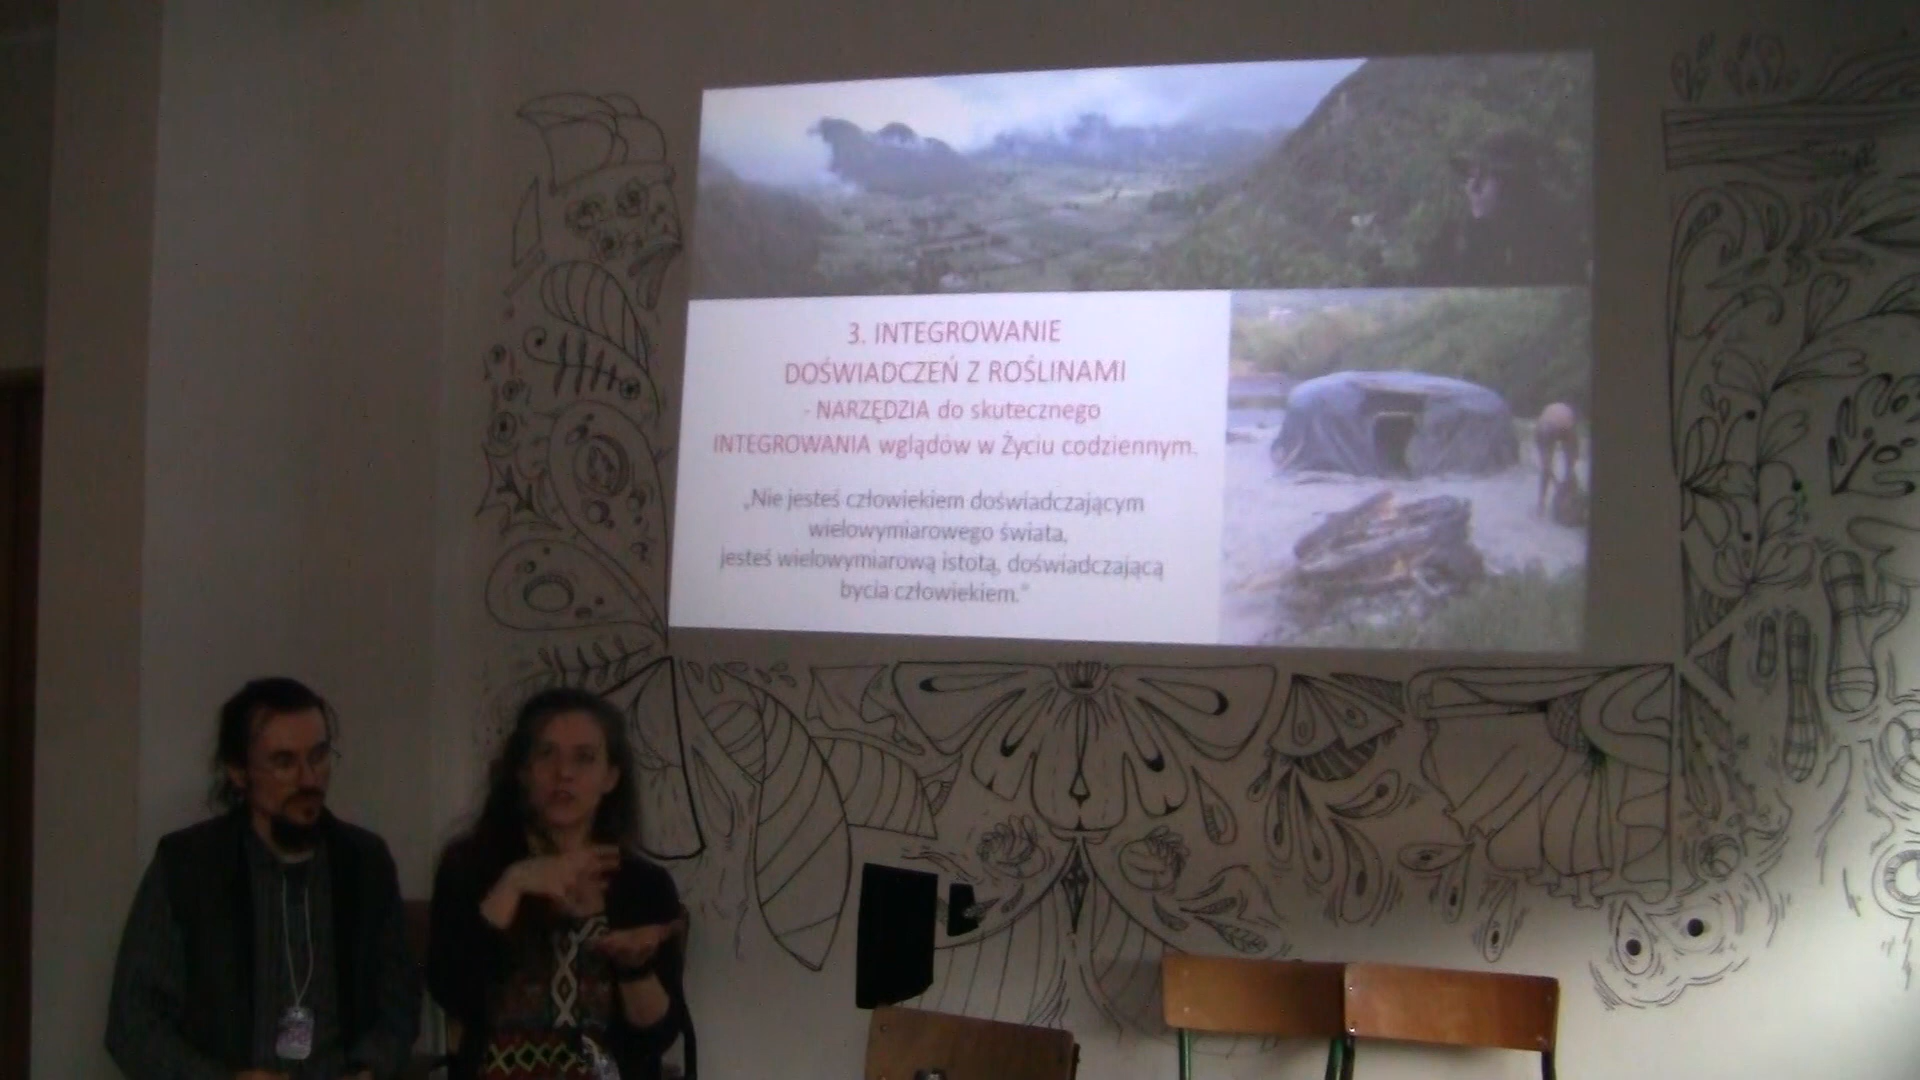 3. INTEGROWANIE
DOŚWIADCZEŃ Z ROŚLINAMI
- NARZĘDZIA do skutecznego
INTEGROWANIA wglądów w Życiu codziennym.
„Nie jesteś człowiekiem doświadczającym
wielowymiarowego świata,
jesteś wielowymiarową istotą, doświadczającą
bycia człowiekiem.”